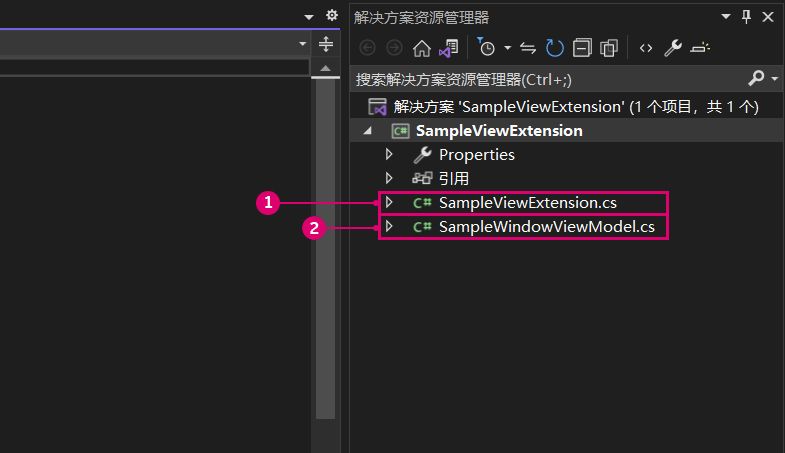 解决方案资源管理器
搜索解决方案资源管理器(Ctrl+;)
解决方案 'SampleViewExtension' (1 个项目，共 1 个)
C# SampleViewExtension
Properties
引用
1 C# SampleViewExtension.cs
2 C# SampleWindowViewModel.cs